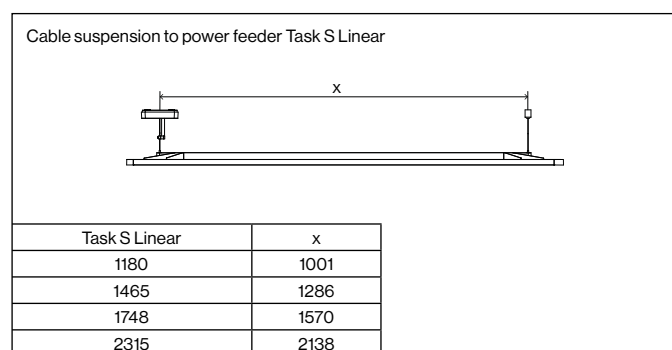 Cable suspension to power feeder Task S Linear
x
Task S Linear x
1180 1001
1465 1286
1748 1570
2315 2138